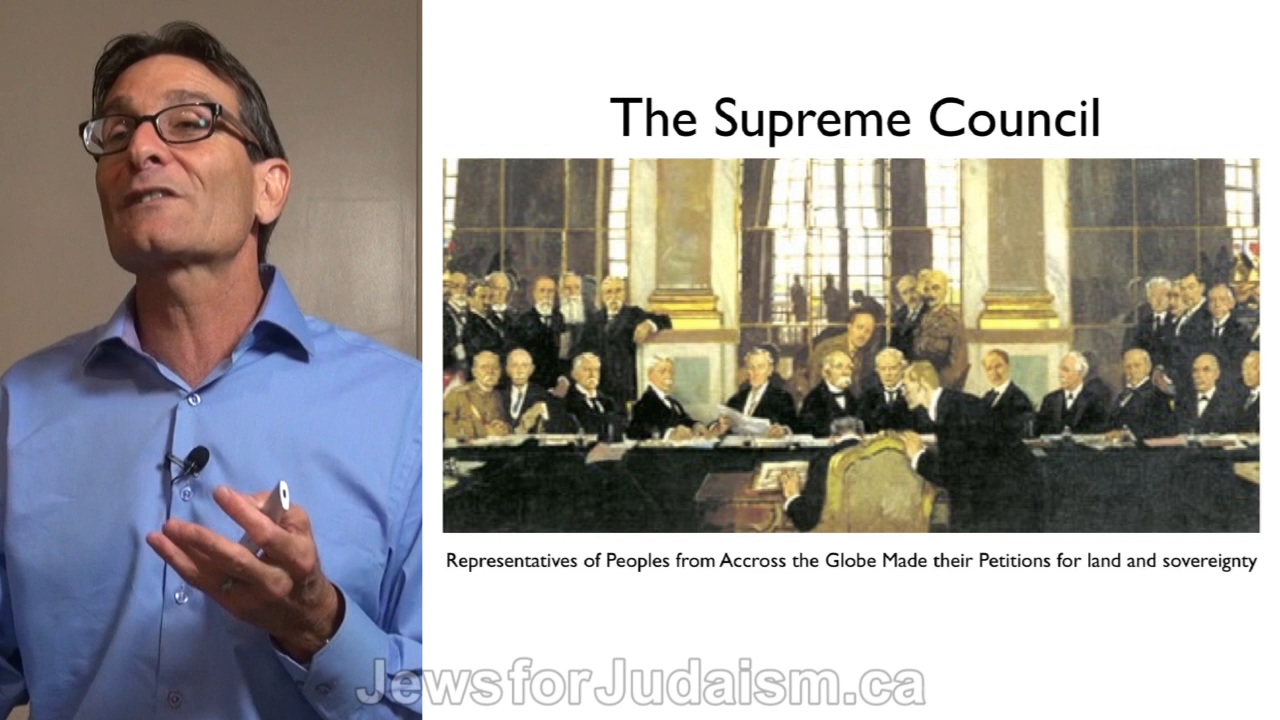 The Supreme Council
Representatives of Peoples from Accross the Globe Made their Petitions for land and sovereignty
JewsforJudaism.ca